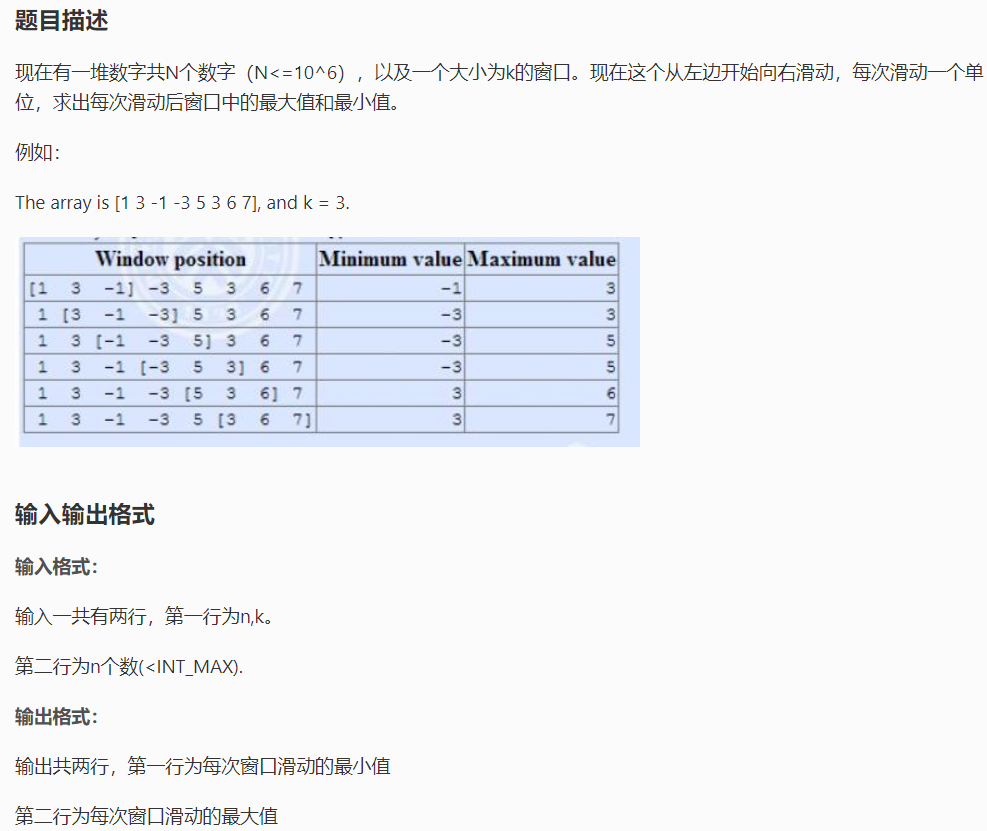 题目描述
现在有一堆数字共N个数字（N<=10^6），以及一个大小为k的窗口。现在这个从左边开始向右滑动，每次滑动一个单
位，求出每次滑动后窗口中的最大值和最小值。
例如：
The array is [1 3 -1 -3 5 3 6 7], and k = 3.
Window position Minimum value Maximum value
[1 3 -1] -3 5 3 6 7 -1 3
1 [3 -1 -3] 5 3 6 7 -3 3
1 3 [-1 -3 5] 3 6 7 -3 5
1 3 -1 [-3 5 3] 6 7 -3 5
1 3 -1 -3 [5 3 6] 7 3 6
1 3 -1 -3 5 [3 6 7] 3 7
输入输出格式
输入格式：
输入一共有两行，第一行为n,k。
第二行为n个数(<INT_MAX).
输出格式：
输出共两行，第一行为每次窗口滑动的最小值
第二行为每次窗口滑动的最大值